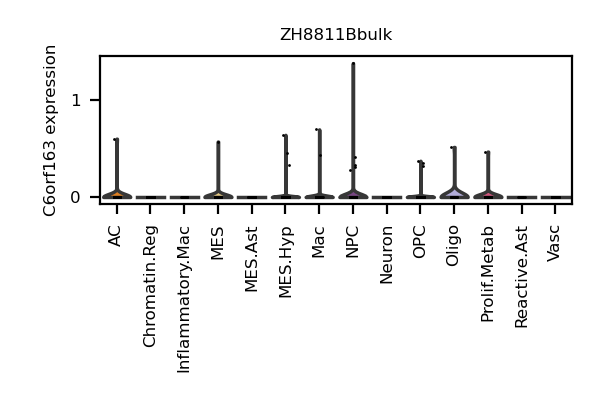 ZH8811Bbulk
C6orf163 expression
1
0
AC
Chromatin.Reg
Inflammatory.Mac
MES
MES.Ast
MES.Hyp
Mac
NPC
Neuron
OPC
Oligo
Prolif.Metab
Reactive.Ast
Vasc